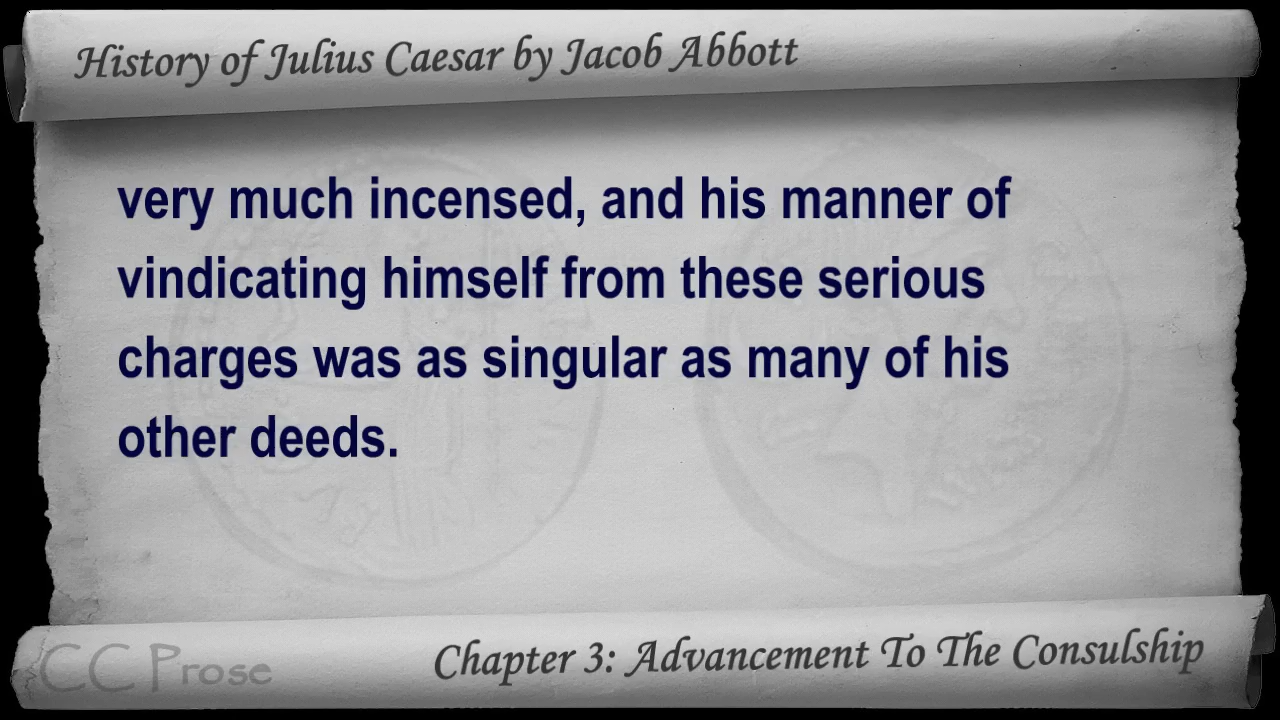 History of Julius Caesar by Jacob Abbott
very much incensed, and his manner of
vindicating himself from these serious
charges was as singular as many of his
other deeds.
CC Prose
Chapter 3: Advancement To The Consulship